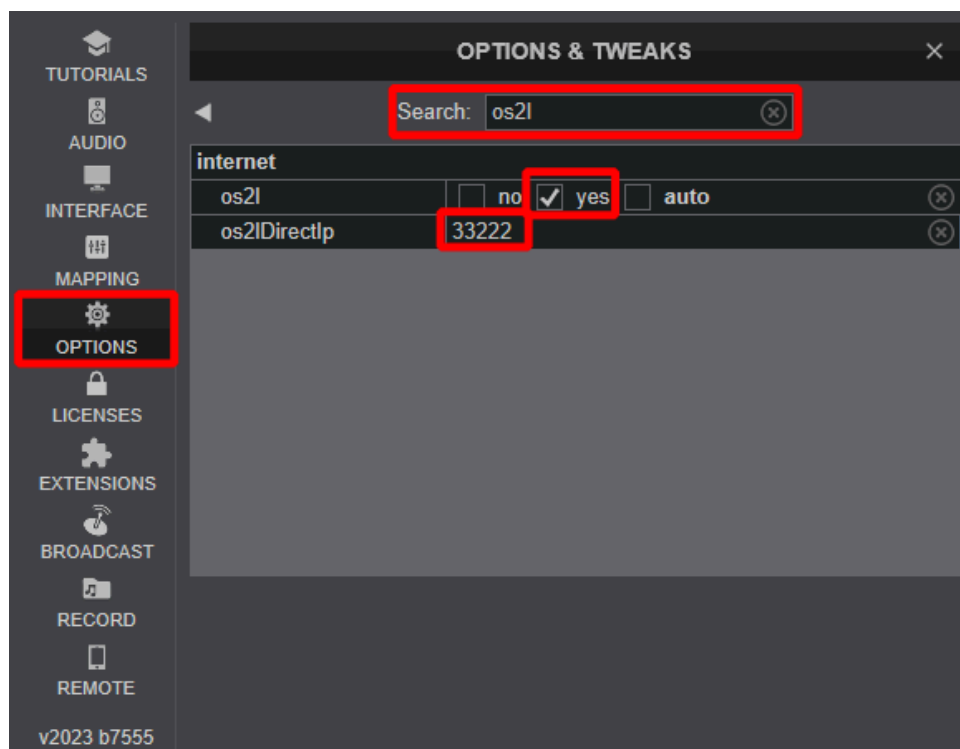 TUTORIALS
AUDIO
INTERFACE
MAPPING
OPTIONS
LICENSES
EXTENSIONS
BROADCAST
RECORD
REMOTE
v2023 b7555
OPTIONS & TWEAKS
Search: os2l
internet
os2l no yes auto
os2lDirectIp 33222